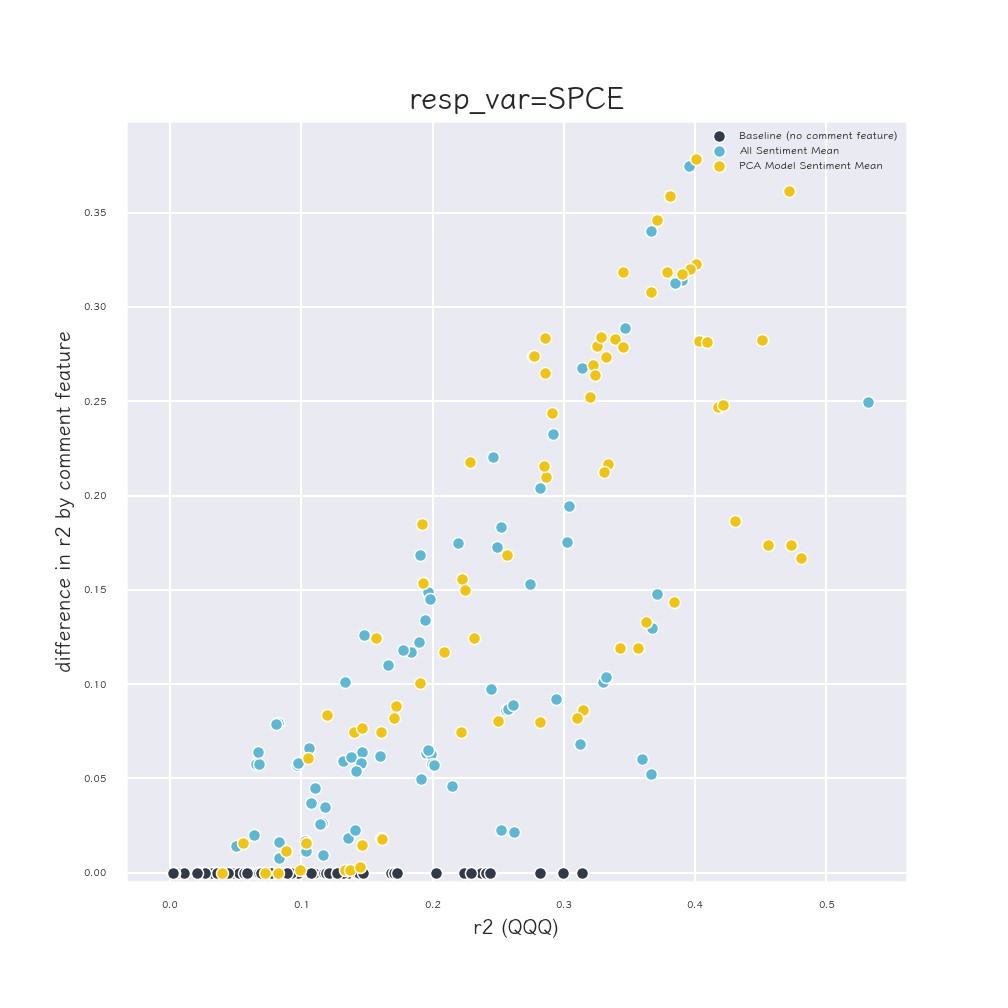 resp_var=SPCE
Baseline (no comment feature)
All Sentiment Mean
PCA Model Sentiment Mean
difference in r2 by comment feature
0.35
0.30
0.25
0.20
0.15
0.10
0.05
0.00
0.0 0.1 0.2 0.3 0.4 0.5
r2 (QQQ)